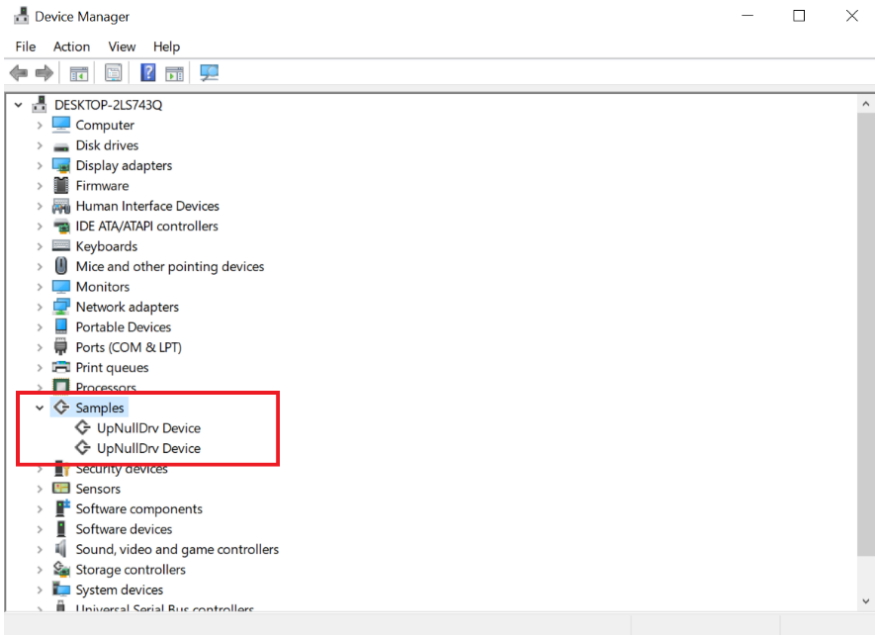 Device Manager
File Action View Help
DESKTOP-2LS743Q
Computer
Disk drives
Display adapters
Firmware
Human Interface Devices
IDE ATA/ATAPI controllers
Keyboards
Mice and other pointing devices
Monitors
Network adapters
Portable Devices
Ports (COM & LPT)
Print queues
Processors
Samples
UpNullDrv Device
UpNullDrv Device
Security devices
Sensors
Software components
Software devices
Sound, video and game controllers
Storage controllers
System devices
Universal Serial Bus controllers